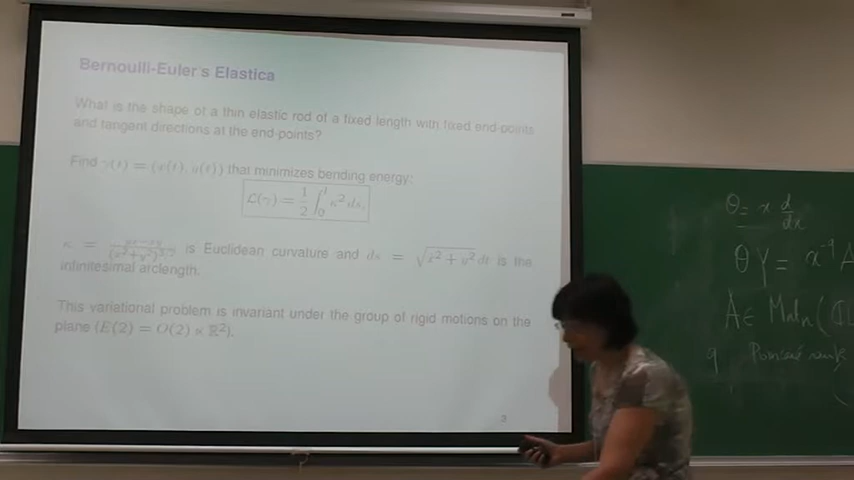 Bernoulli-Euler's Elastica
What is the shape of a thin elastic rod of a fixed length with fixed end-points
and tangent directions at the end-points?
Find γ(t) = (x(t), y(t)) that minimizes bending energy:
L(γ) = 1/2 ∫₀ˡ κ² ds,
κ = is Euclidean curvature and ds = √(ẋ² + ẏ²) dt is the
infinitesimal arclength.
This variational problem is invariant under the group of rigid motions on the
plane (E(2) = O(2) ⋉ ℝ²).
3
θ = x d/dx
θY = A
A ∈ Mat
Poincaré rank